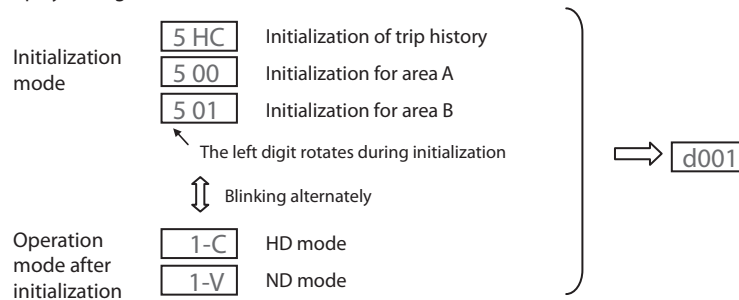 Initialization
mode
5 HC Initialization of trip history
5 00 Initialization for area A
5 01 Initialization for area B
The left digit rotates during initialization
Blinking alternately
d001
Operation
mode after
initialization
1-C HD mode
1-V ND mode